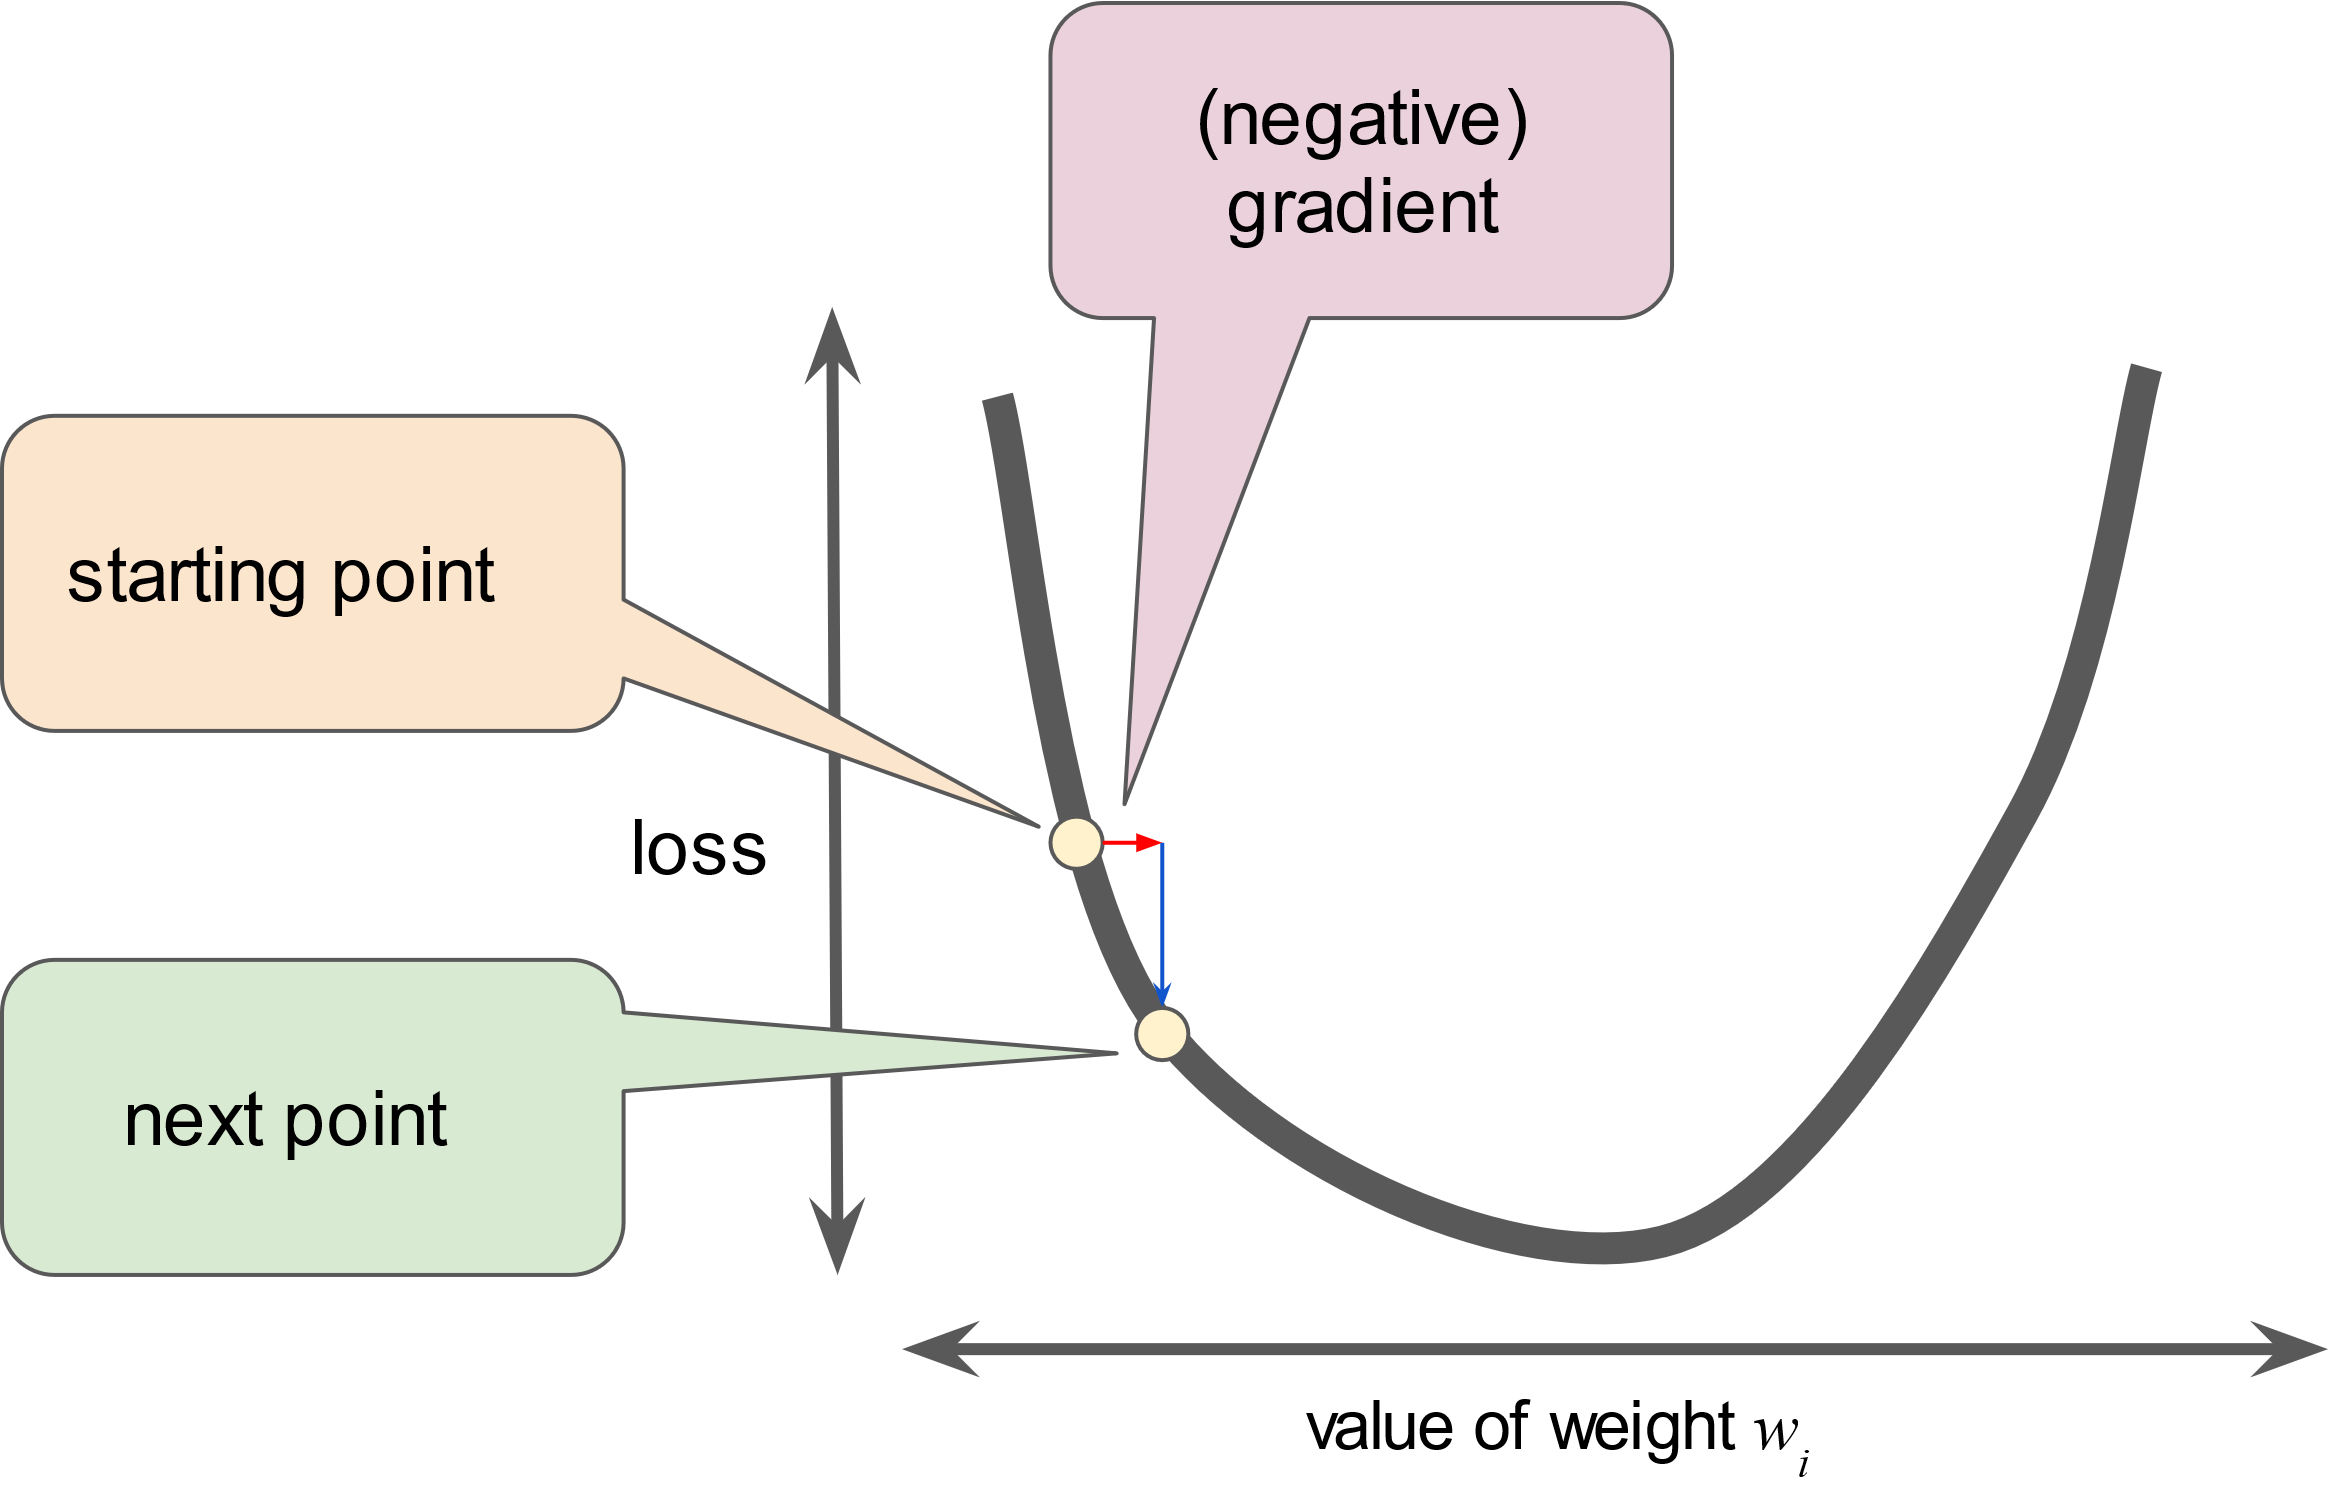 (negative)
gradient
starting point
loss
next point
value of weight wᵢ